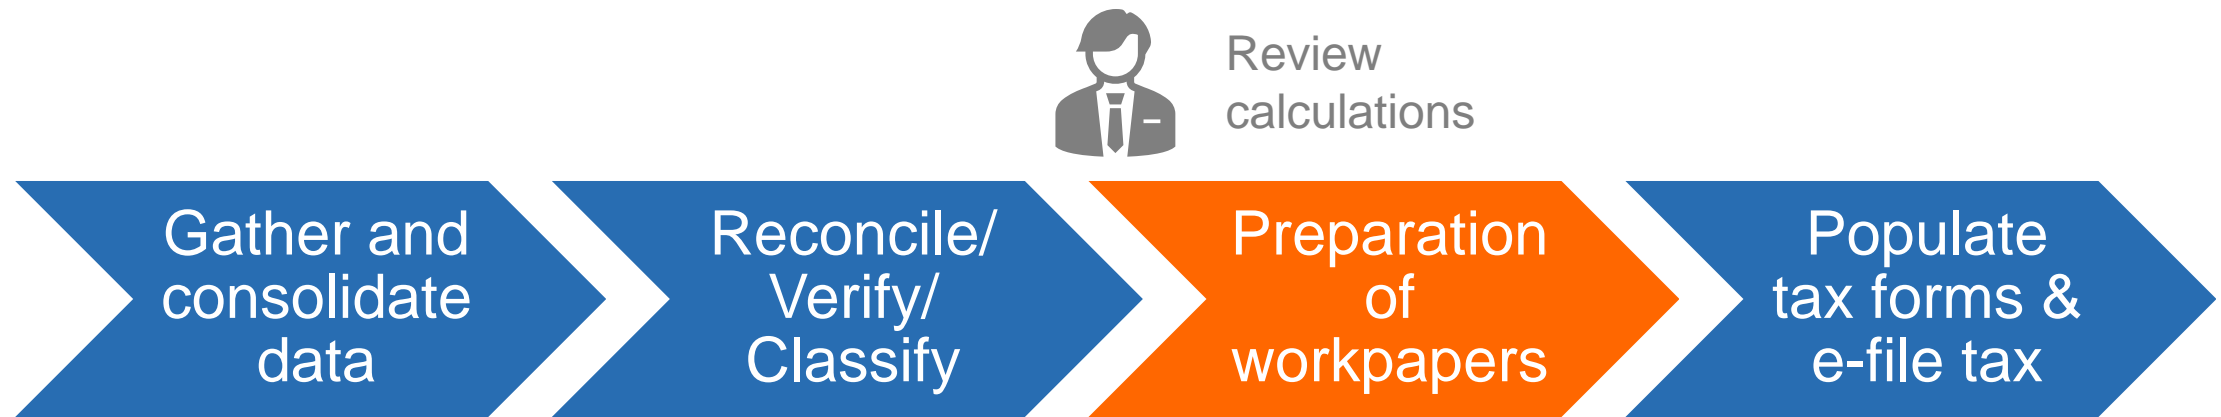 Review
calculations
Gather and
consolidate
data
Reconcile/
Verify/
Classify
Preparation
of
workpapers
Populate
tax forms &
e-file tax